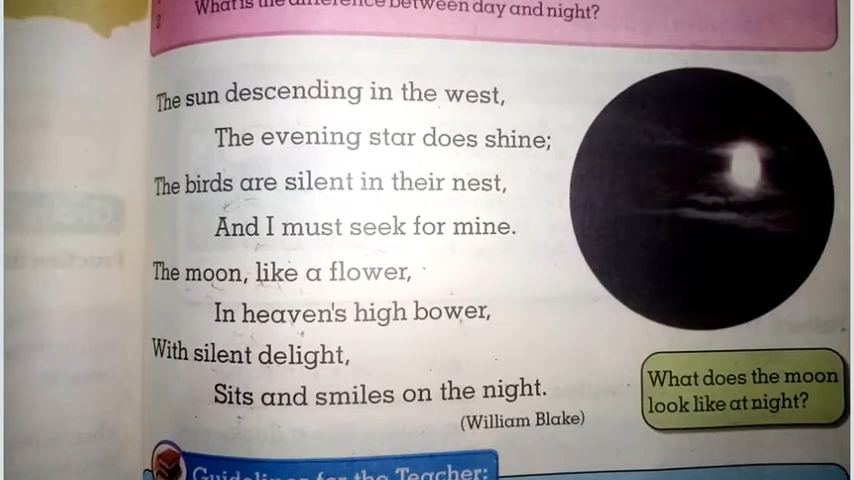 What is the difference between day and night?
The sun descending in the west,
The evening star does shine;
The birds are silent in their nest,
And I must seek for mine.
The moon, like a flower,
In heaven's high bower,
With silent delight,
Sits and smiles on the night.
(William Blake)
What does the moon
look like at night?
Guidelines for the Teacher: